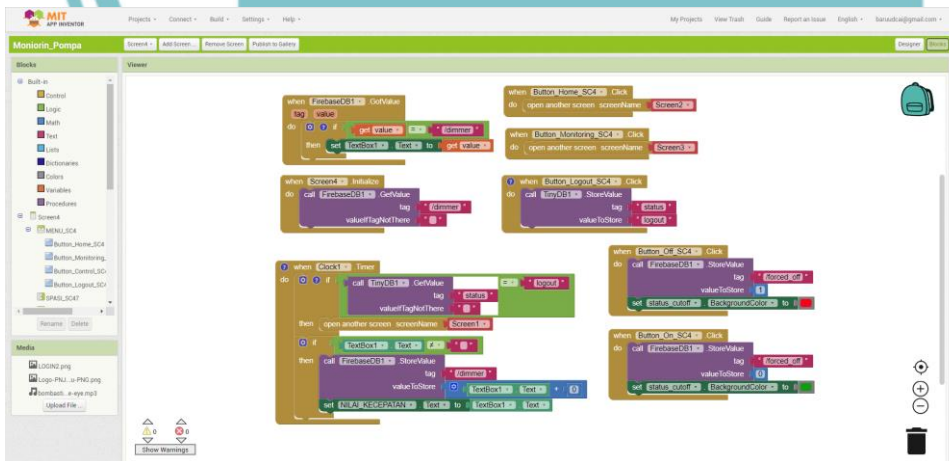 MIT
APP INVENTOR
Projects Connect Build Settings Help
My Projects View Trash Guide Report an Issue English
Moniorin_Pompa
Screen4 Add Screen ... Remove Screen Publish to Gallery
Designer Blocks
Blocks
Viewer
Built-in
Control
Logic
Math
Text
Lists
Dictionaries
Colors
Variables
Procedures
Screen4
MENU_SC4
Button_Home_SC4
Button_Monitoring_
Button_Control_SC4
Button_Logout_SC4
SPASI_SC47
Rename Delete
Media
LOGIN2.png
Logo-PNJ...u-PNG.png
bombasti...e-eye.mp3
Upload File ...
when FirebaseDB1 GotValue
tag value
do if get value = " /dimmer "
then set TextBox1 . Text to get value
when Button_Home_SC4 .Click
do open another screen screenName " Screen2 "
when Button_Monitoring_SC4 .Click
do open another screen screenName " Screen3 "
when Screen4 .Initialize
do call FirebaseDB1 .GetValue
tag " /dimmer "
valueIfTagNotThere " "
when Button_Logout_SC4 .Click
do call TinyDB1 .StoreValue
tag " status "
valueToStore " logout "
when Clock1 .Timer
do if call TinyDB1 .GetValue
tag " status "
valueIfTagNotThere " "
= " logout "
then open another screen screenName Screen1
if TextBox1 . Text ≠ " "
then call FirebaseDB1 .StoreValue
tag " /dimmer "
valueToStore TextBox1 . Text + 0
set NILAI_KECEPATAN . Text to TextBox1 . Text
when Button_Off_SC4 .Click
do call FirebaseDB1 .StoreValue
tag " /forced_off "
valueToStore 1
set status_cutoff . BackgroundColor to
when Button_On_SC4 .Click
do call FirebaseDB1 .StoreValue
tag " /forced_off "
valueToStore 0
set status_cutoff . BackgroundColor to
0 0
Show Warnings